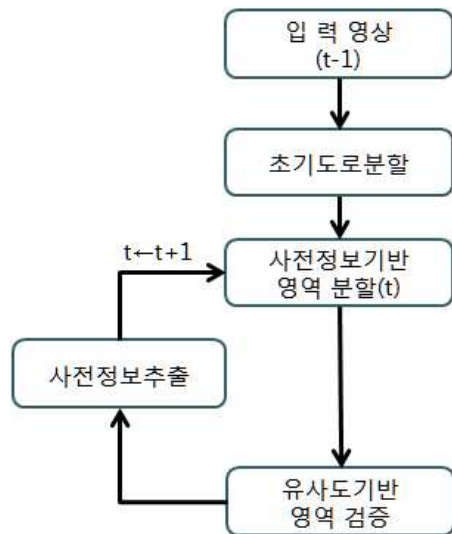 입 력 영상
(t-1)
초기도로분할
t←t+1
사전정보기반
영역 분할(t)
사전정보추출
유사도기반
영역 검증